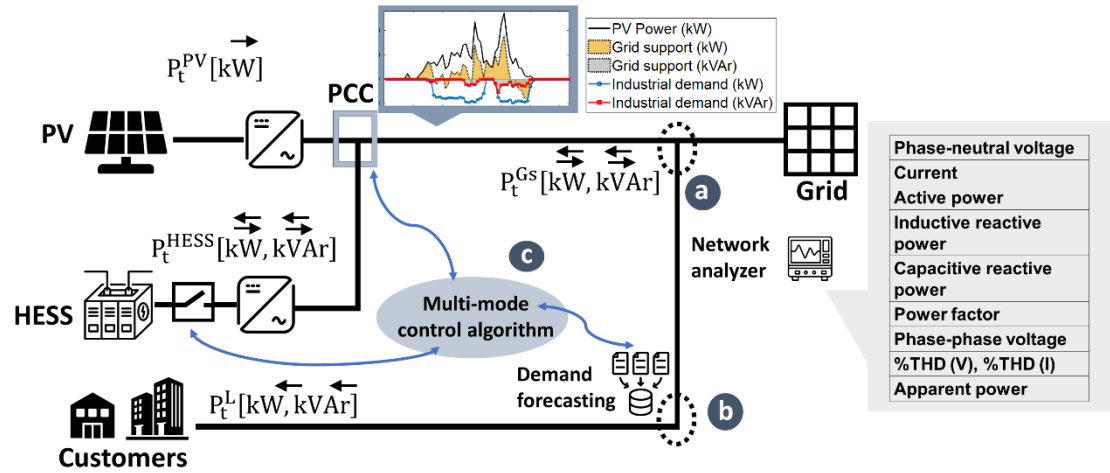 PV Power (kW)
Grid support (kW)
Grid support (kVAr)
Industrial demand (kW)
Industrial demand (kVAr)
P_t^PV[kW]
PCC
PV
Grid
P_t^Gs[kW, kVAr]
a
Phase-neutral voltage
Current
Active power
Inductive reactive
power
Capacitive reactive
power
Power factor
Phase-phase voltage
%THD (V), %THD (I)
Apparent power
P_t^HESS[kW, kVAr]
Network
analyzer
c
HESS
Multi-mode
control algorithm
Demand
forecasting
P_t^L[kW, kVAr]
b
Customers